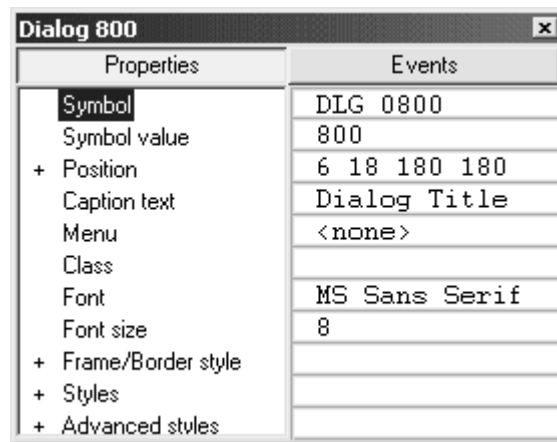 Dialog 800
Properties Events
Symbol DLG 0800
Symbol value 800
+ Position 6 18 180 180
Caption text Dialog Title
Menu <none>
Class
Font MS Sans Serif
Font size 8
+ Frame/Border style
+ Styles
+ Advanced styles